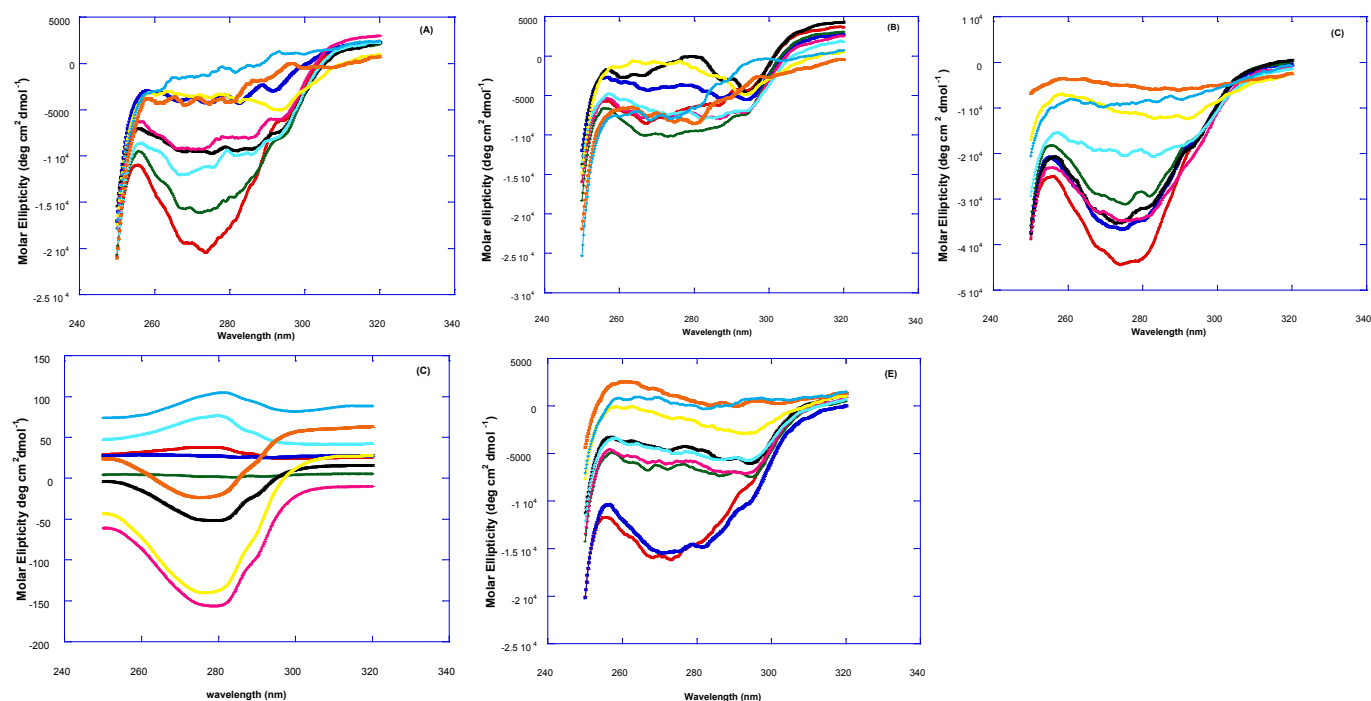 (A)
5000
0
-5000
-1 10⁴
-1.5 10⁴
-2 10⁴
-2.5 10⁴
240 260 280 300 320 340
Wavelength (nm)
Molar Ellipticity (deg cm² dmol⁻¹)
(B)
5000
0
-5000
-1 10⁴
-1.5 10⁴
-2 10⁴
-2.5 10⁴
-3 10⁴
240 260 280 300 320 340
Wavelength (nm)
Molar ellipticity (deg cm² dmol⁻¹)
(C)
1 10⁴
0
-1 10⁴
-2 10⁴
-3 10⁴
-4 10⁴
-5 10⁴
240 260 280 300 320 340
Wavelength (nm)
Molar Ellipticity (deg cm² dmol⁻¹)
(C)
150
100
50
0
-50
-100
-150
-200
240 260 280 300 320 340
wavelength (nm)
Molar Elipticity deg cm² dmol⁻¹)
(E)
5000
0
-5000
-1 10⁴
-1.5 10⁴
-2 10⁴
-2.5 10⁴
240 260 280 300 320 340
Wavelength (nm)
Molar Ellipticity (deg cm² dmol⁻¹)